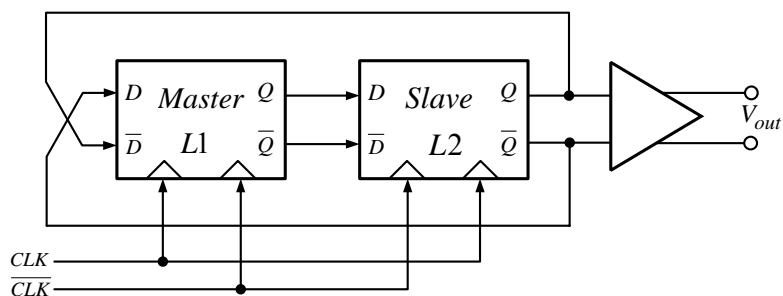 D Master Q D Slave Q
D̅ L1 Q̅ D̅ L2 Q̅
V_out
CLK
C̅L̅K̅